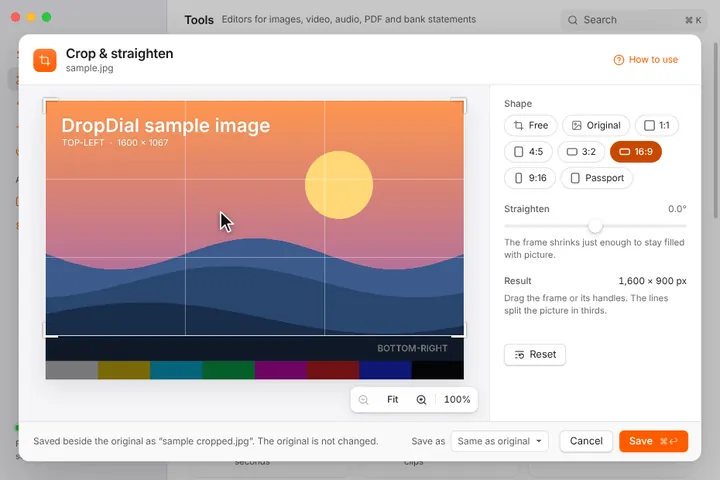 Tools Editors for images, video, audio, PDF and bank statements
Search ⌘ K
Crop & straighten
sample.jpg
How to use
DropDial sample image
TOP-LEFT · 1600 × 1067
BOTTOM-RIGHT
Fit 100%
Shape
Free Original 1:1
4:5 3:2 16:9
9:16 Passport
Straighten 0.0°
The frame shrinks just enough to stay filled
with picture.
Result 1,600 × 900 px
Drag the frame or its handles. The lines
split the picture in thirds.
Reset
Saved beside the original as “sample cropped.jpg”. The original is not changed.
Save as Same as original Cancel Save ⌘↩
seconds clips